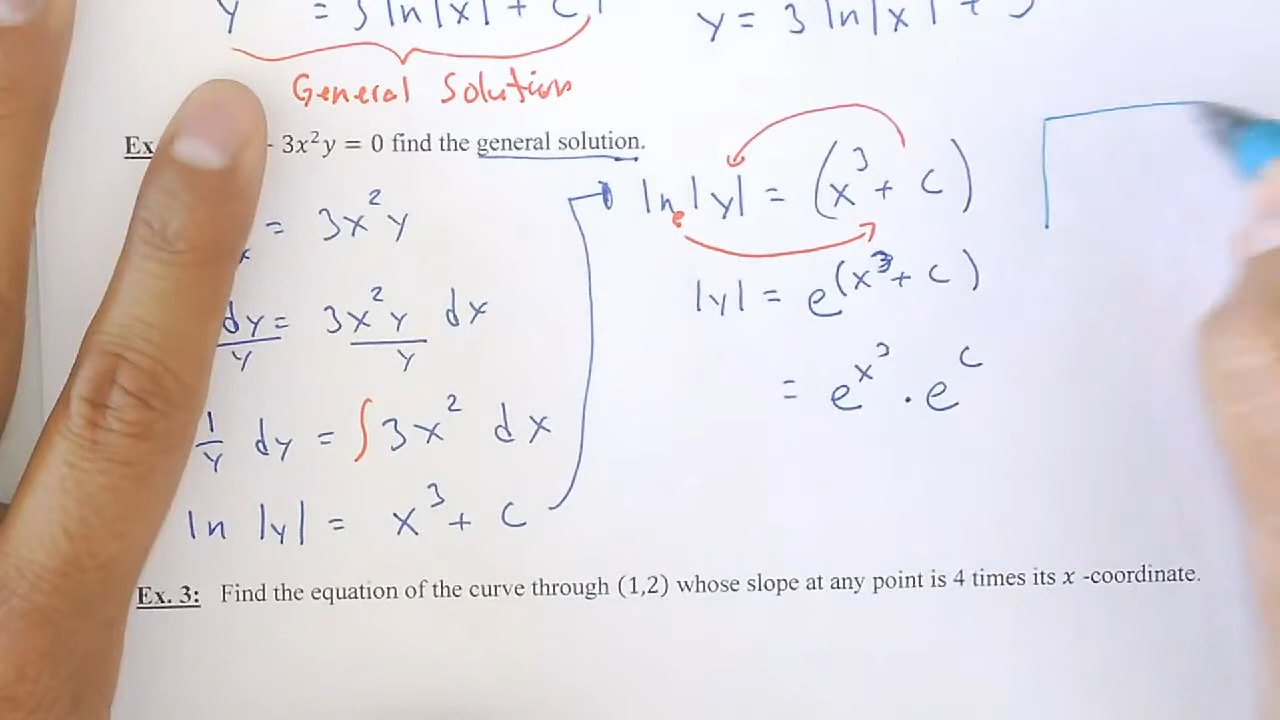 y = 3 ln|x| + C
y = 3 ln|x| +
General Solution
Ex - 3x²y = 0 find the general solution.
= 3x²y
x
dy/y = 3x²y/y dx
1/y dy = ∫3x² dx
ln |y| = x³ + C
ln|y| = (x³ + C)
e
|y| = e^(x³ + C)
= e^x³ · e^C
Ex. 3: Find the equation of the curve through (1,2) whose slope at any point is 4 times its x -coordinate.